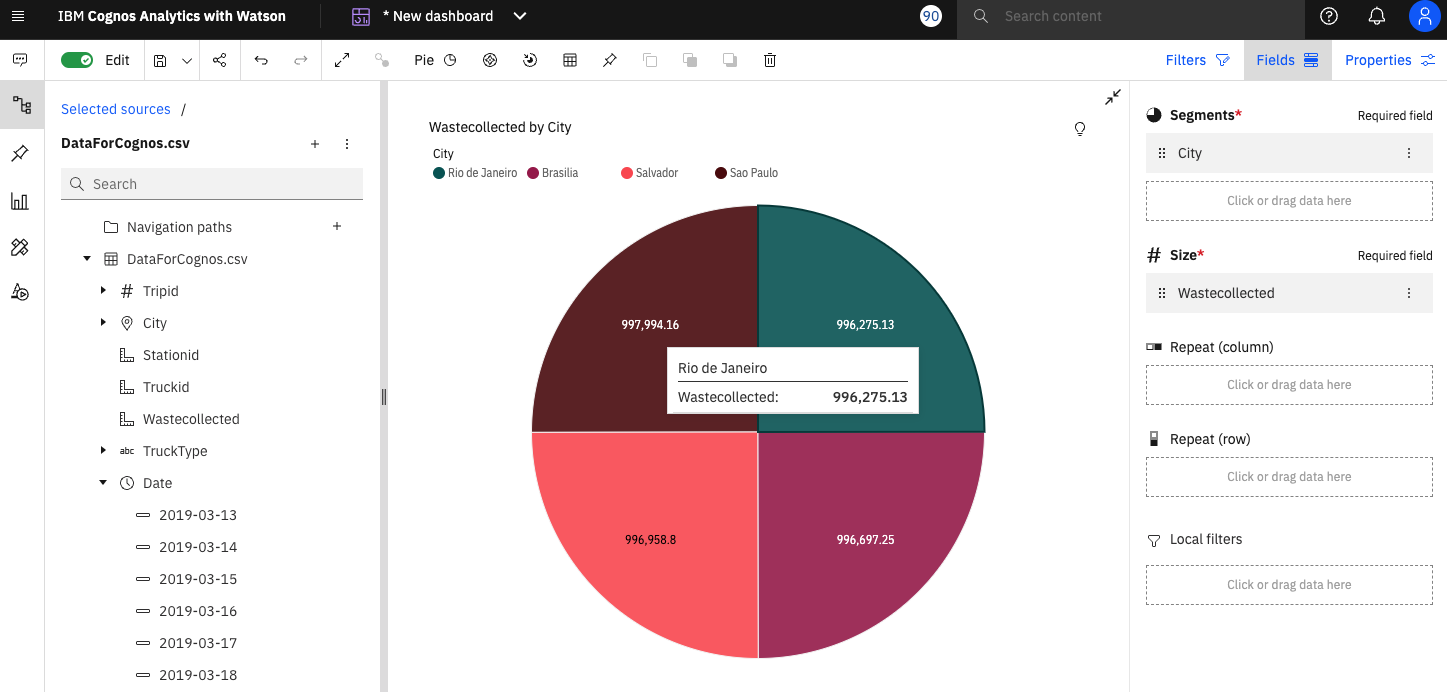 IBM Cognos Analytics with Watson
* New dashboard
90
Search content
Edit
Pie
Filters
Fields
Properties
Selected sources /
DataForCognos.csv
Search
Navigation paths
DataForCognos.csv
Tripid
City
Stationid
Truckid
Wastecollected
abc TruckType
Date
2019-03-13
2019-03-14
2019-03-15
2019-03-16
2019-03-17
2019-03-18
Wastecollected by City
City
Rio de Janeiro Brasilia Salvador Sao Paulo
997,994.16
996,275.13
Rio de Janeiro
Wastecollected: 996,275.13
996,958.8
996,697.25
Segments* Required field
City
Click or drag data here
# Size* Required field
Wastecollected
Repeat (column)
Click or drag data here
Repeat (row)
Click or drag data here
Local filters
Click or drag data here